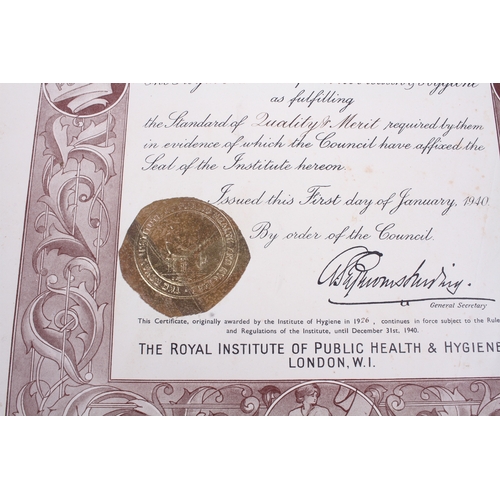 as fulfilling
the Standard of Quality & Merit required by them
in evidence of which the Council have affixed the
Seal of the Institute hereon
Issued this First day of January, 1940.
By order of the Council.
General Secretary
This Certificate, originally awarded by the Institute of Hygiene in 1926, continues in force subject to the Rule
and Regulations of the Institute, until December 31st, 1940.
THE ROYAL INSTITUTE OF PUBLIC HEALTH & HYGIENE
LONDON, W.1.